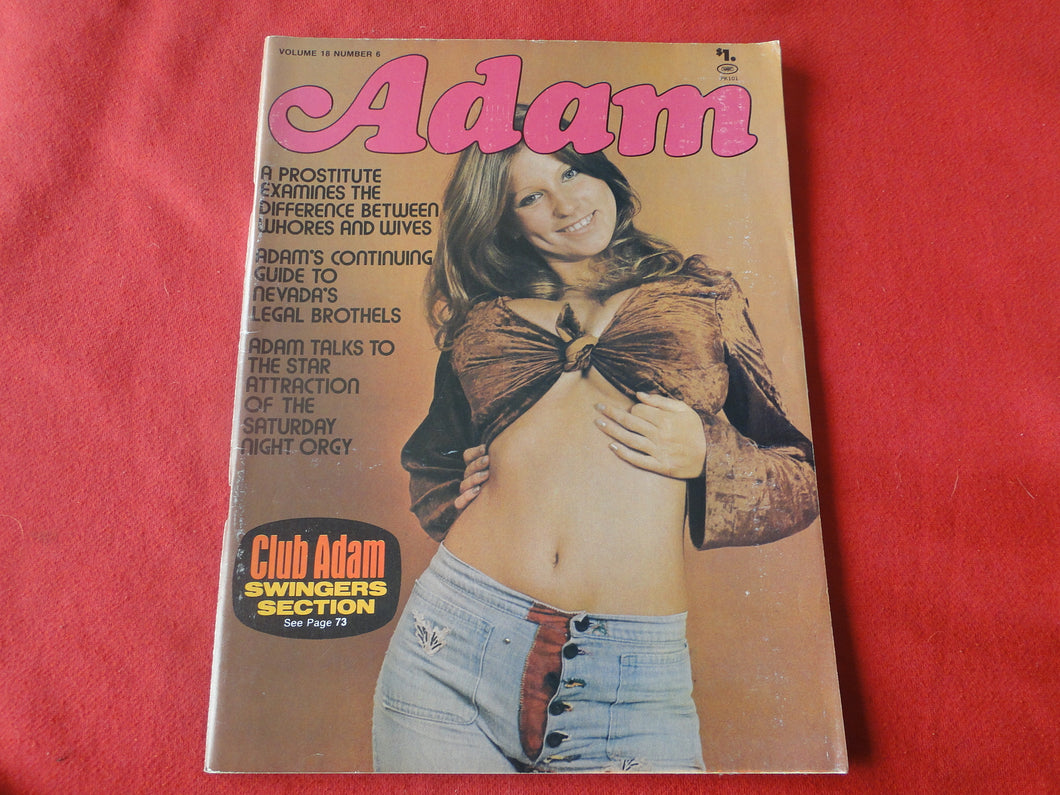 VOLUME 18 NUMBER 6
$1.
PR101
Adam
A PROSTITUTE
EXAMINES THE
DIFFERENCE BETWEEN
WHORES AND WIVES
ADAM'S CONTINUING
GUIDE TO
NEVADA'S
LEGAL BROTHELS
ADAM TALKS TO
THE STAR
ATTRACTION
OF THE
SATURDAY
NIGHT ORGY
Club Adam
SWINGERS
SECTION
See Page 73